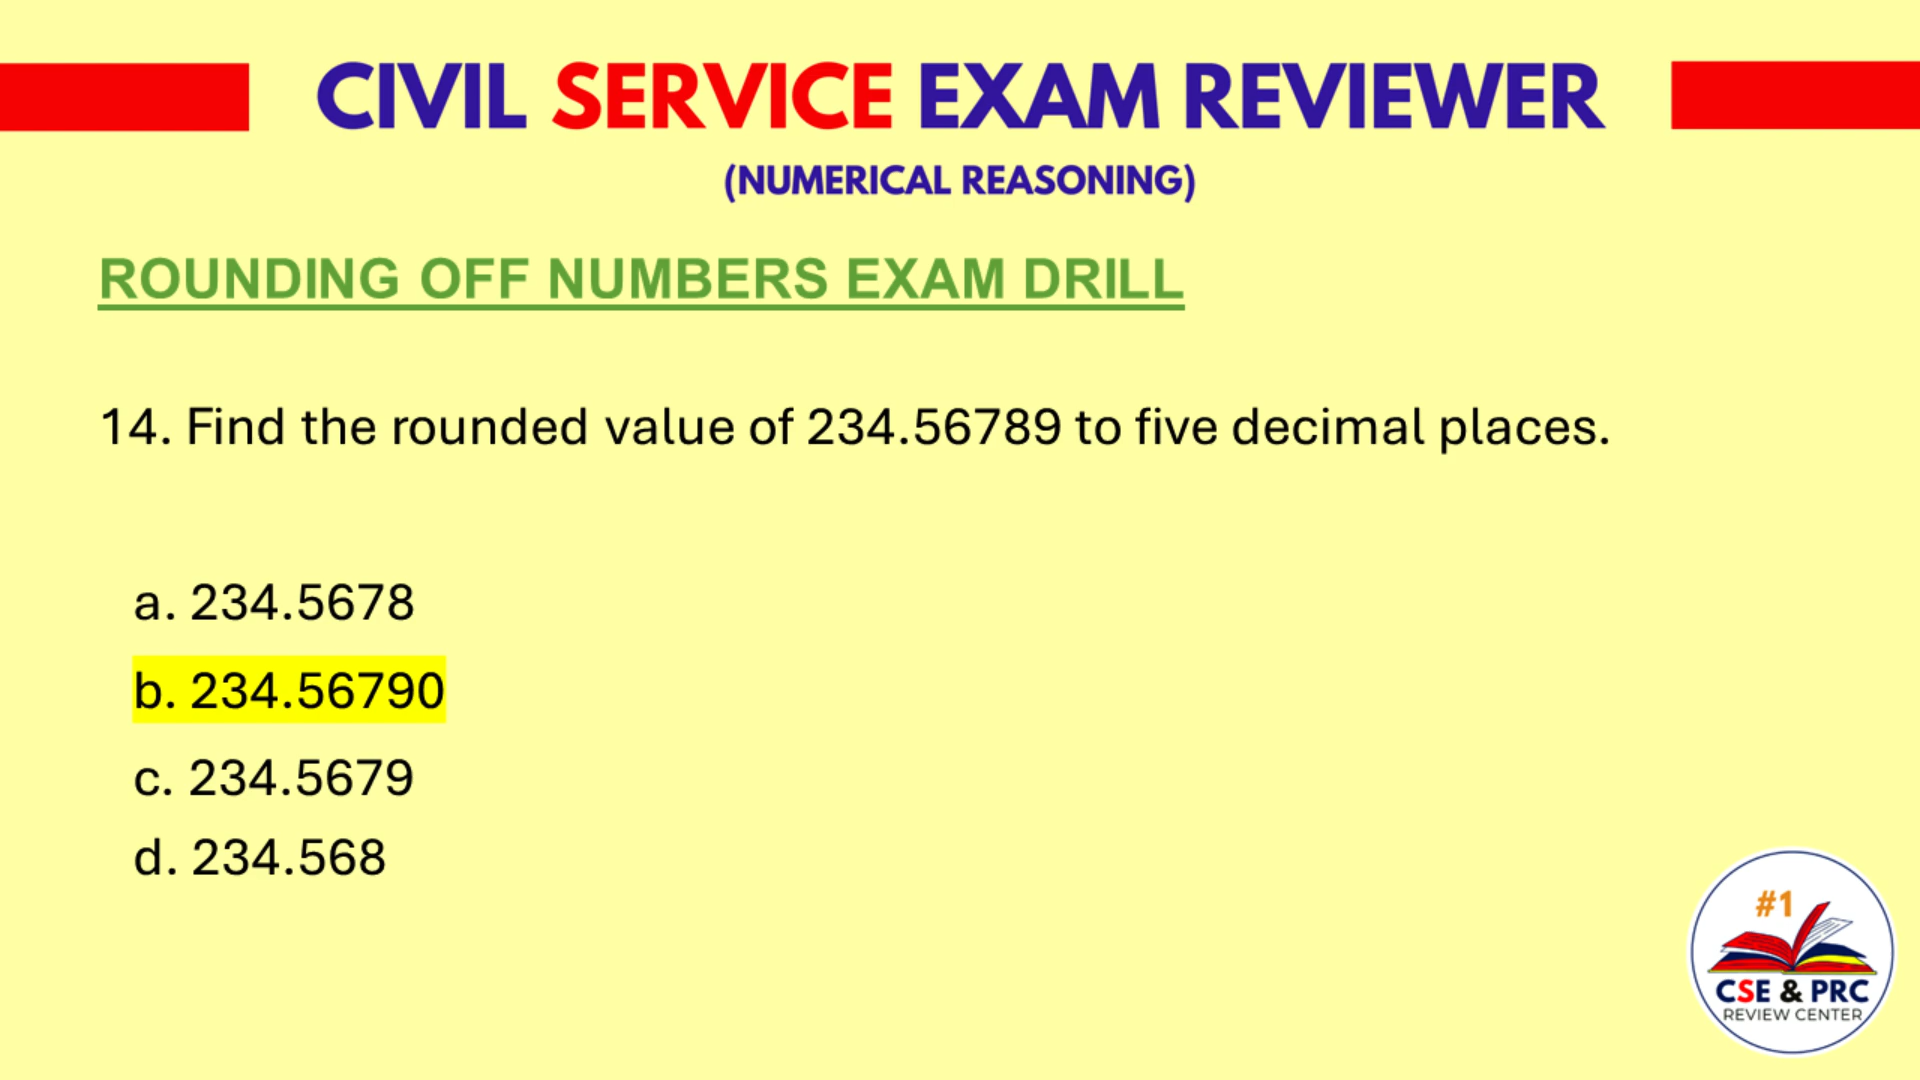 CIVIL SERVICE EXAM REVIEWER
(NUMERICAL REASONING)
ROUNDING OFF NUMBERS EXAM DRILL
14. Find the rounded value of 234.56789 to five decimal places.
a. 234.5678
b. 234.56790
c. 234.5679
d. 234.568
#1
CSE & PRC
REVIEW CENTER